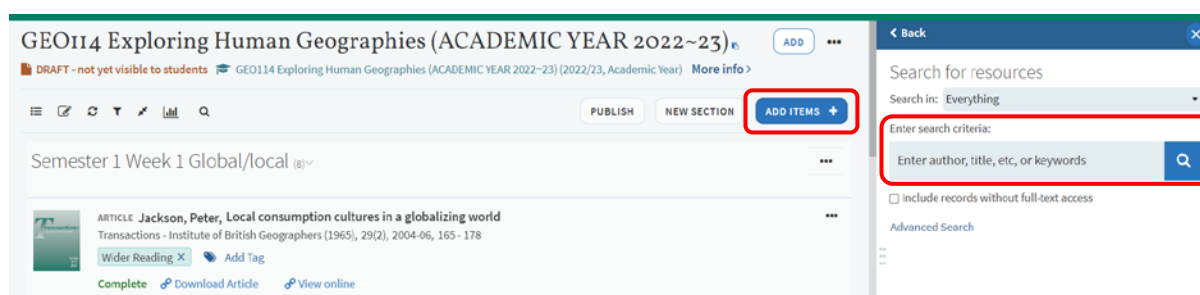 GEO114 Exploring Human Geographies (ACADEMIC YEAR 2022~23)
ADD
DRAFT - not yet visible to students GEO114 Exploring Human Geographies (ACADEMIC YEAR 2022~23) (2022/23, Academic Year) More info >
PUBLISH NEW SECTION ADD ITEMS +
Semester 1 Week 1 Global/local (8)
ARTICLE Jackson, Peter, Local consumption cultures in a globalizing world
Transactions - Institute of British Geographers (1965), 29(2), 2004-06, 165 - 178
Wider Reading X Add Tag
Complete Download Article View online
Transactions
< Back
Search for resources
Search in: Everything
Enter search criteria:
Enter author, title, etc, or keywords
Include records without full-text access
Advanced Search